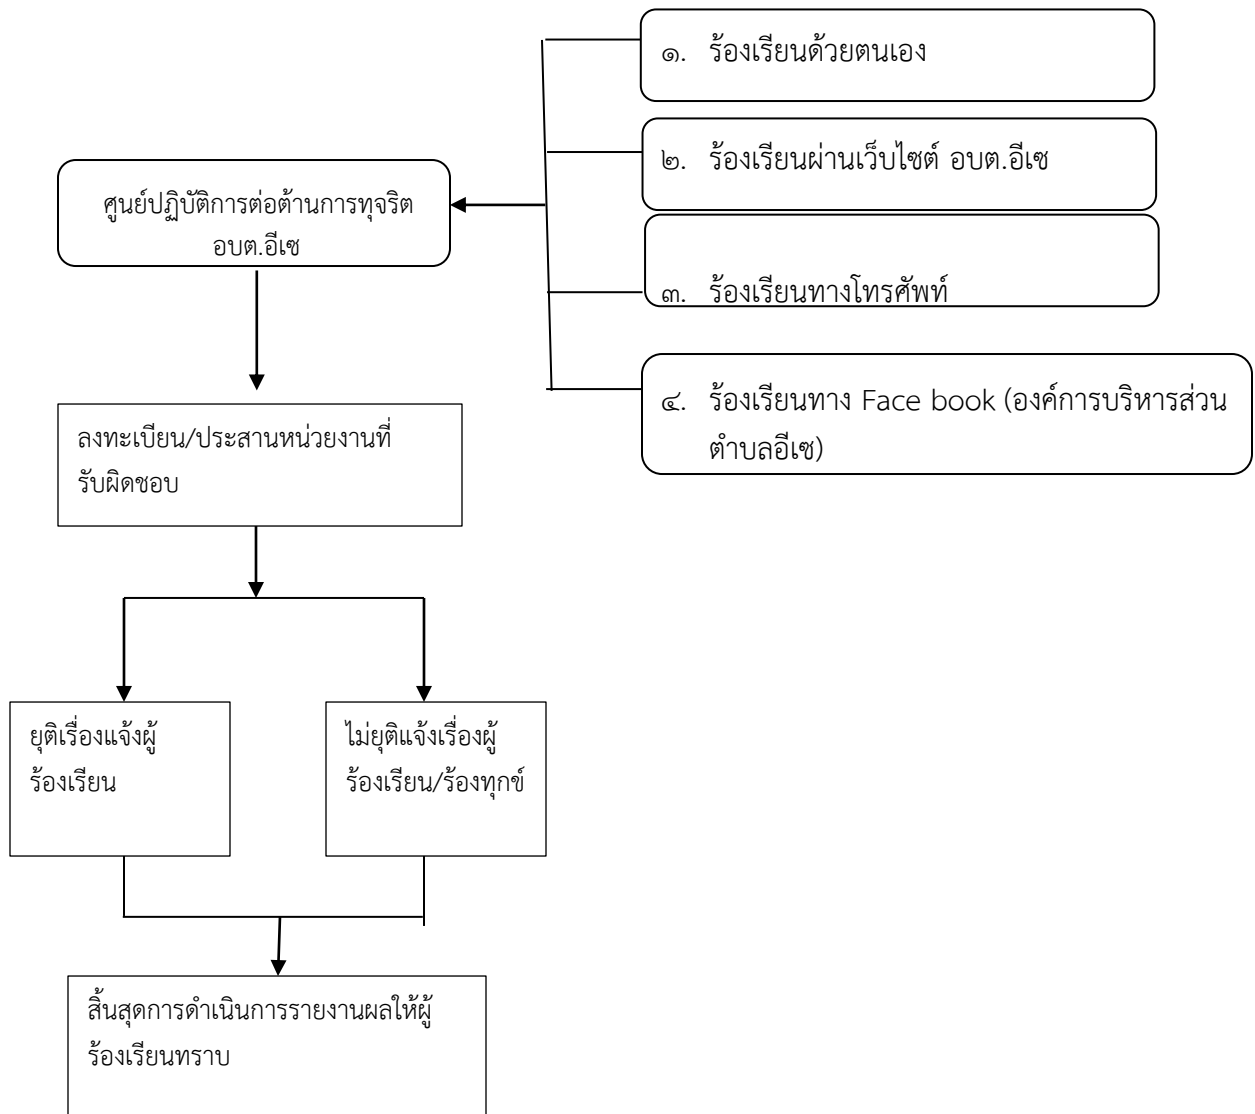 ๑. ร้องเรียนด้วยตนเอง
๒. ร้องเรียนผ่านเว็บไซต์ อบต.อีเซ
ศูนย์ปฏิบัติการต่อต้านการทุจริต
อบต.อีเซ
๓. ร้องเรียนทางโทรศัพท์
๔. ร้องเรียนทาง Face book (องค์การบริหารส่วน
ตำบลอีเซ)
ลงทะเบียน/ประสานหน่วยงานที่
รับผิดชอบ
ยุติเรื่องแจ้งผู้
ร้องเรียน
ไม่ยุติแจ้งเรื่องผู้
ร้องเรียน/ร้องทุกข์
สิ้นสุดการดำเนินการรายงานผลให้ผู้
ร้องเรียนทราบ